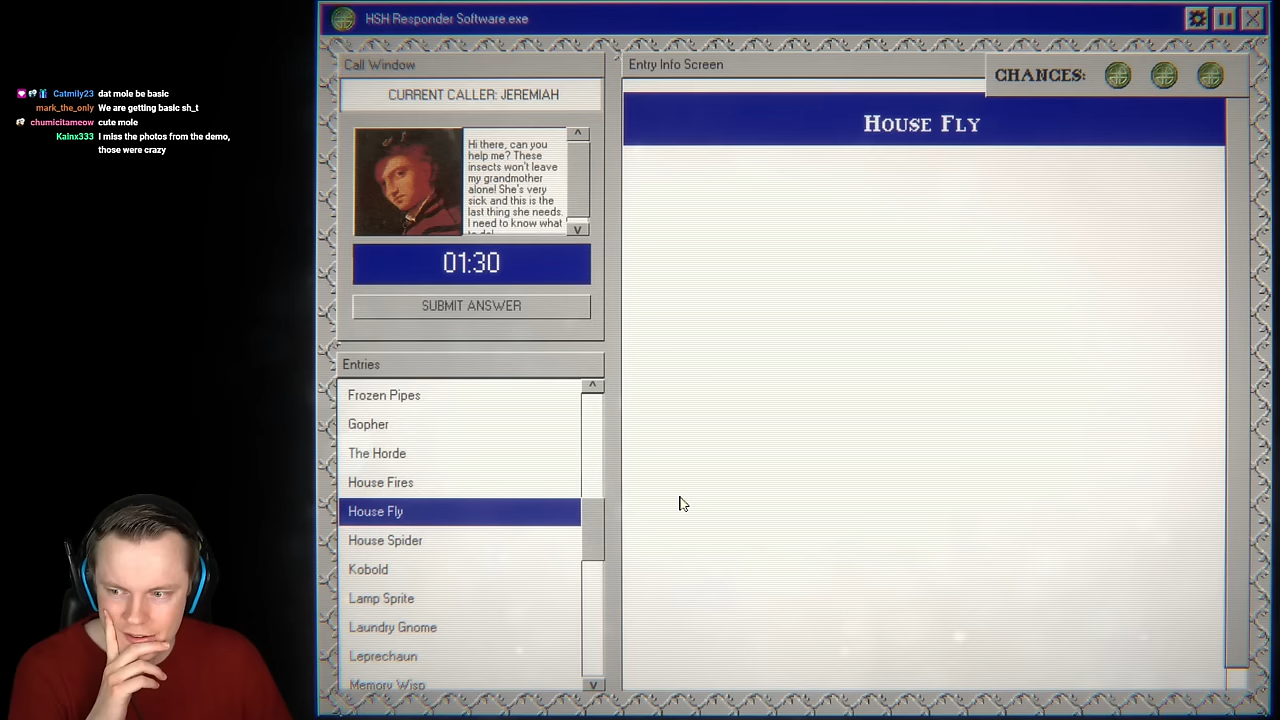 HSH Responder Software.exe
Call Window
CURRENT CALLER: JEREMIAH
Hi there, can you
help me? These
insects won't leave
my grandmother
alone! She's very
sick and this is the
last thing she needs.
I need to know what
to do!
01:30
SUBMIT ANSWER
Entries
Frozen Pipes
Gopher
The Horde
House Fires
House Fly
House Spider
Kobold
Lamp Sprite
Laundry Gnome
Leprechaun
Memory Wisp
Entry Info Screen
CHANCES:
House Fly
Catmily23 dat mole be basic
mark_the_only We are getting basic sh_t
chumicitameow cute mole
Kalnx333 I miss the photos from the demo,
those were crazy